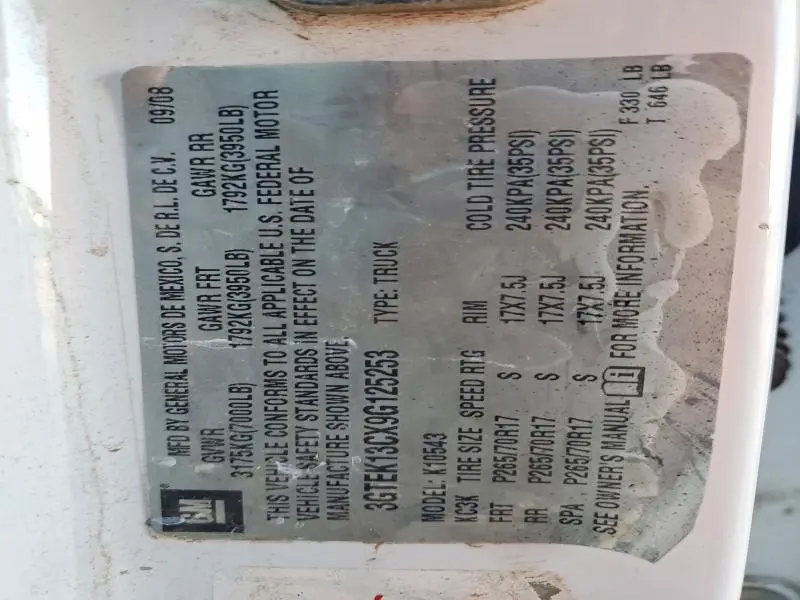 GM
MFD BY GENERAL MOTORS DE MEXICO, S. DE R.L. DE C.V. 09/08
GVWR GAWR FRT GAWR RR
3175KG(7000LB) 1792KG(3950LB) 1792KG(3950LB)
THIS VEHICLE CONFORMS TO ALL APPLICABLE U.S. FEDERAL MOTOR
VEHICLE SAFETY STANDARDS IN EFFECT ON THE DATE OF
MANUFACTURE SHOWN ABOVE.
3GTEK13CX9G125253 TYPE: TRUCK
MODEL: K10543
KC3K TIRE SIZE SPEED RTG RIM COLD TIRE PRESSURE
FRT P265/70R17 S 17X7.5J 240KPA(35PSI)
RR P265/70R17 S 17X7.5J 240KPA(35PSI)
SPA P265/70R17 S 17X7.5J 240KPA(35PSI)
SEE OWNER'S MANUAL FOR MORE INFORMATION. F 330 LB
T 646 LB